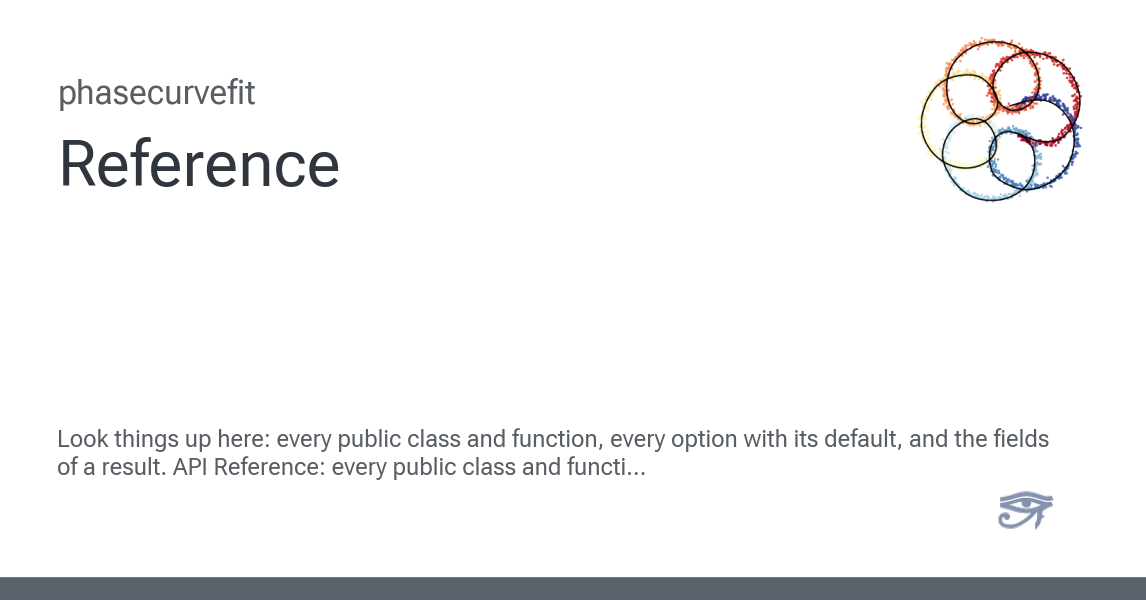 phasecurvefit
Reference
Look things up here: every public class and function, every option with its default, and the fields
of a result. API Reference: every public class and functi...